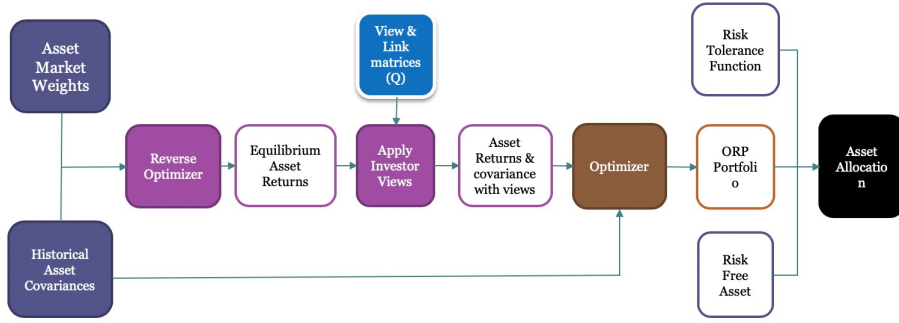 Asset
Market
Weights
View &
Link
matrices
(Q)
Risk
Tolerance
Function
Reverse
Optimizer
Equilibrium
Asset
Returns
Apply
Investor
Views
Asset
Returns &
covariance
with views
Optimizer
ORP
Portfoli
o
Asset
Allocatio
n
Historical
Asset
Covariances
Risk
Free
Asset